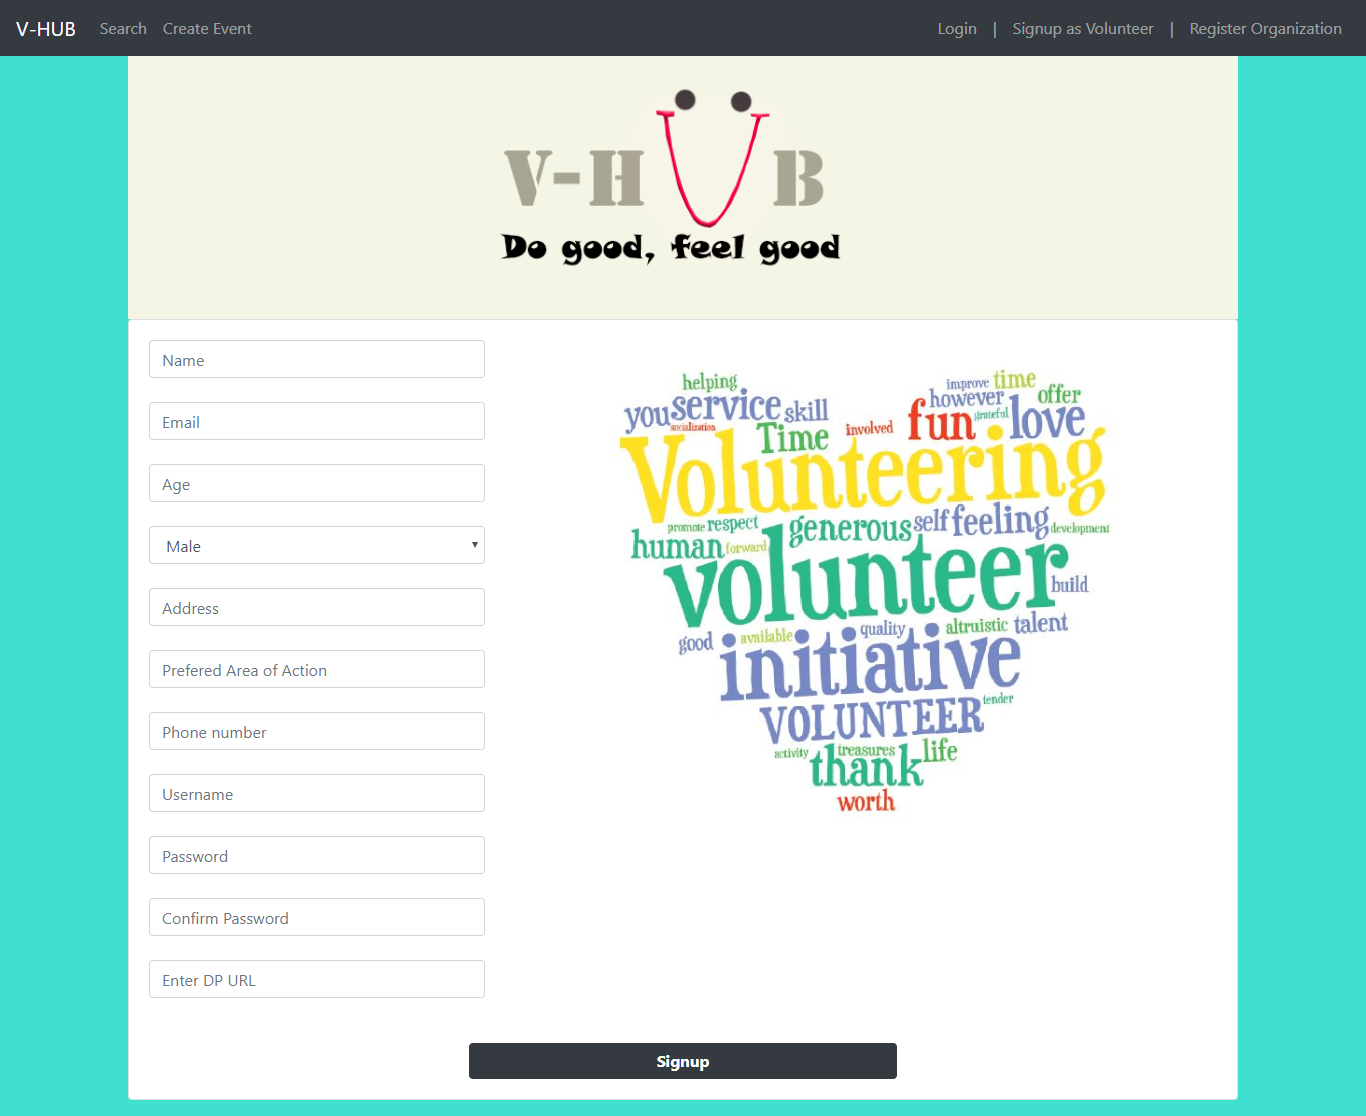 V-HUB Search Create Event Login | Signup as Volunteer | Register Organization
V-HUB
Do good, feel good
Name
Email
Age
Male
Address
Prefered Area of Action
Phone number
Username
Password
Confirm Password
Enter DP URL
helping improve time
you service skill however offer
socialization Time involved fun grateful love
Volunteering
promote respect generous self feeling development
human forward
volunteer build
good available quality altruistic talent
initiative
VOLUNTEER tender
activity treasures life
thank
worth
Signup